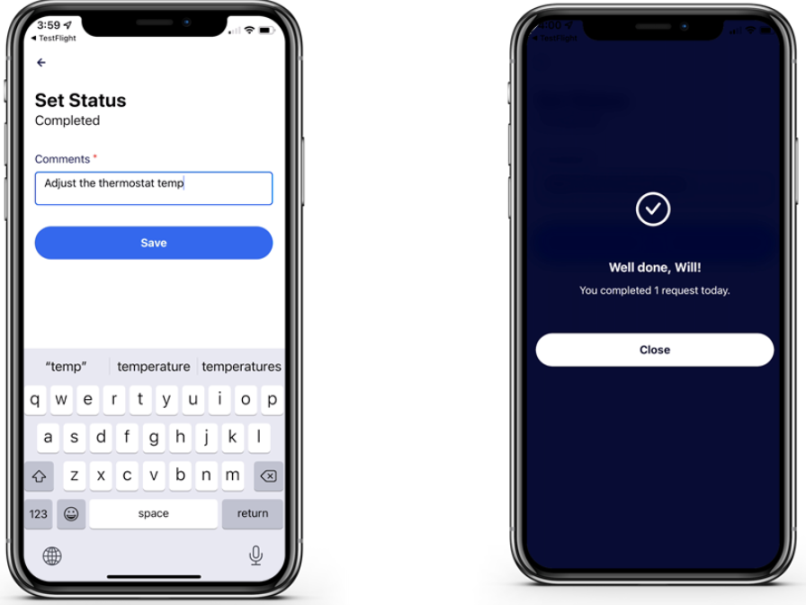 3:59
◀ TestFlight
Set Status
Completed
Comments *
Adjust the thermostat temp
Save
“temp” temperature temperatures
q w e r t y u i o p
a s d f g h j k l
z x c v b n m
123 space return
TestFlight
Well done, Will!
You completed 1 request today.
Close